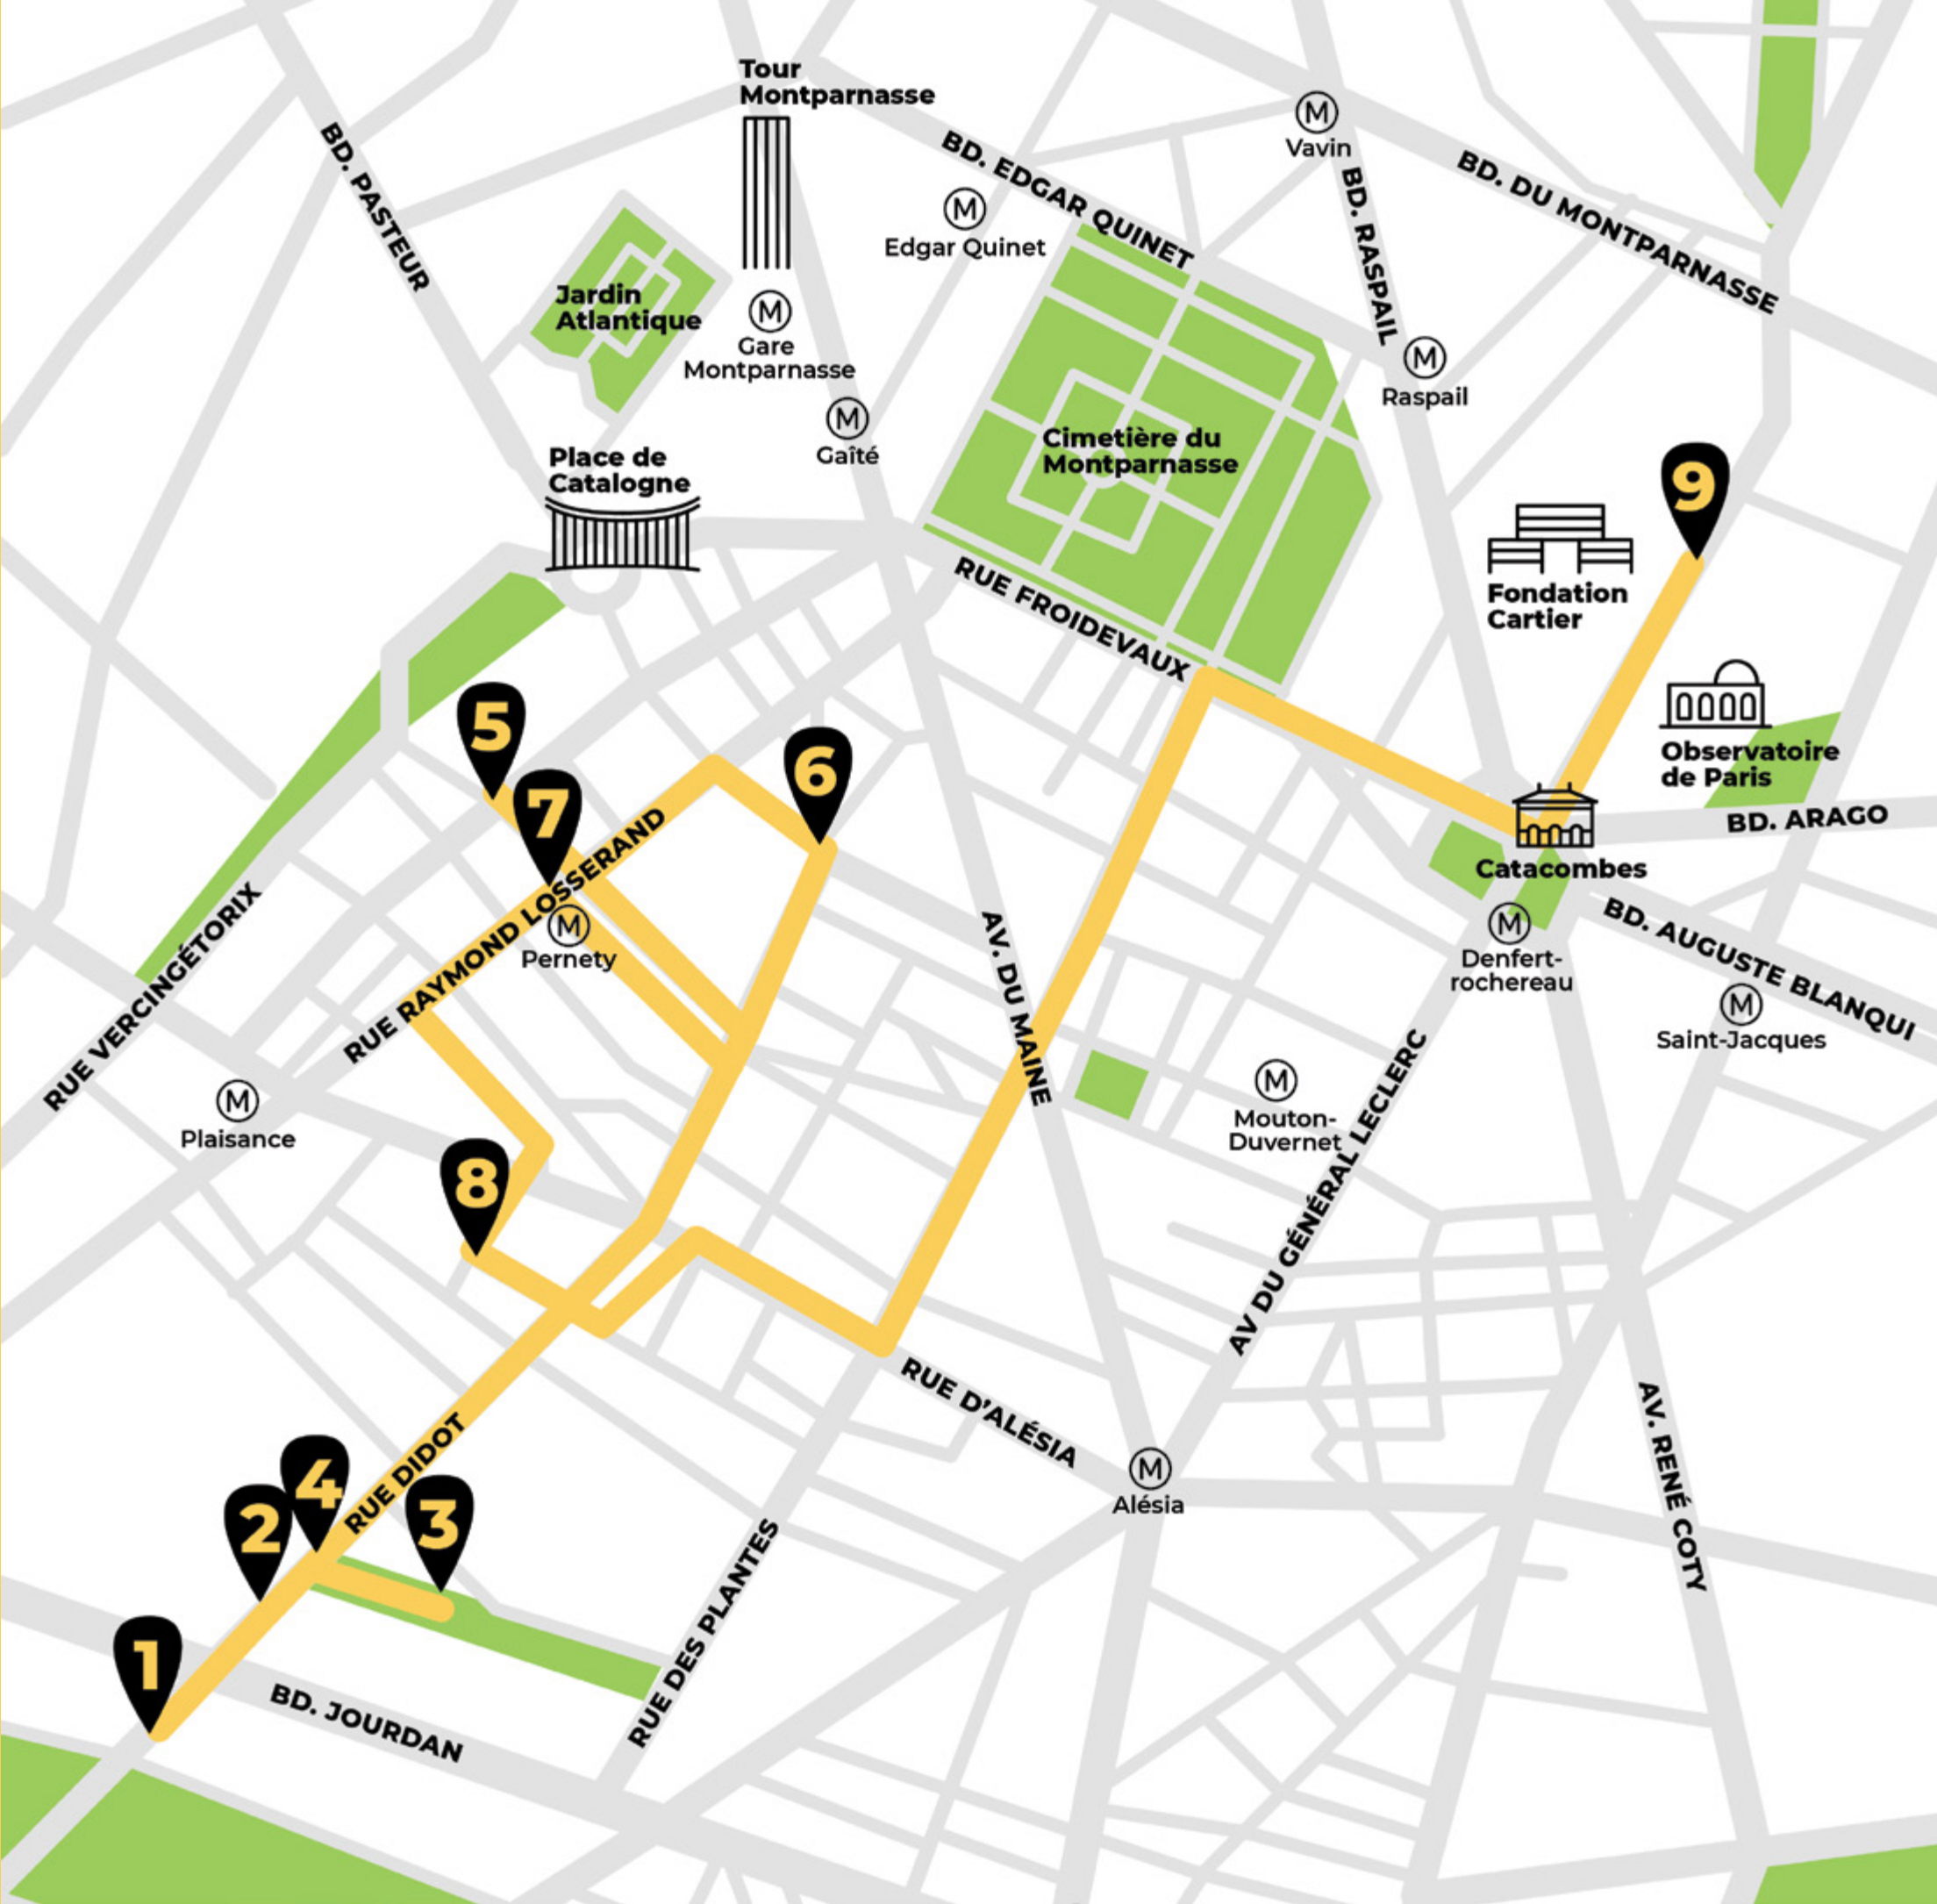 Tour
Montparnasse
BD. PASTEUR
BD. EDGAR QUINET
M
Vavin
BD. RASPAIL
BD. DU MONTPARNASSE
M
Edgar Quinet
Jardin
Atlantique
M
Gare
Montparnasse
M
Raspail
M
Gaîté
Cimetière du
Montparnasse
Place de
Catalogne
9
Fondation
Cartier
RUE FROIDEVAUX
5
6
7
Observatoire
de Paris
BD. ARAGO
Catacombes
RUE RAYMOND LOSSERAND
M
Pernety
RUE VERCINGÉTORIX
AV. DU MAINE
M
Denfert-
rochereau
BD. AUGUSTE BLANQUI
M
Saint-Jacques
M
Plaisance
M
Mouton-
Duvernet
AV DU GÉNÉRAL LECLERC
8
RUE D'ALÉSIA
M
Alésia
AV. RENÉ COTY
RUE DIDOT
4
2
3
1
RUE DES PLANTES
BD. JOURDAN